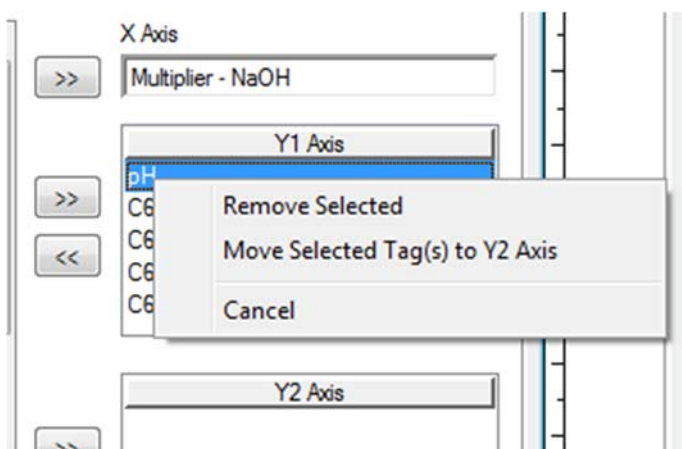 X Axis
>>
Multiplier - NaOH
Y1 Axis
pH
>>
C6
C6
<<
C6
C6
Remove Selected
Move Selected Tag(s) to Y2 Axis
Cancel
Y2 Axis
>>